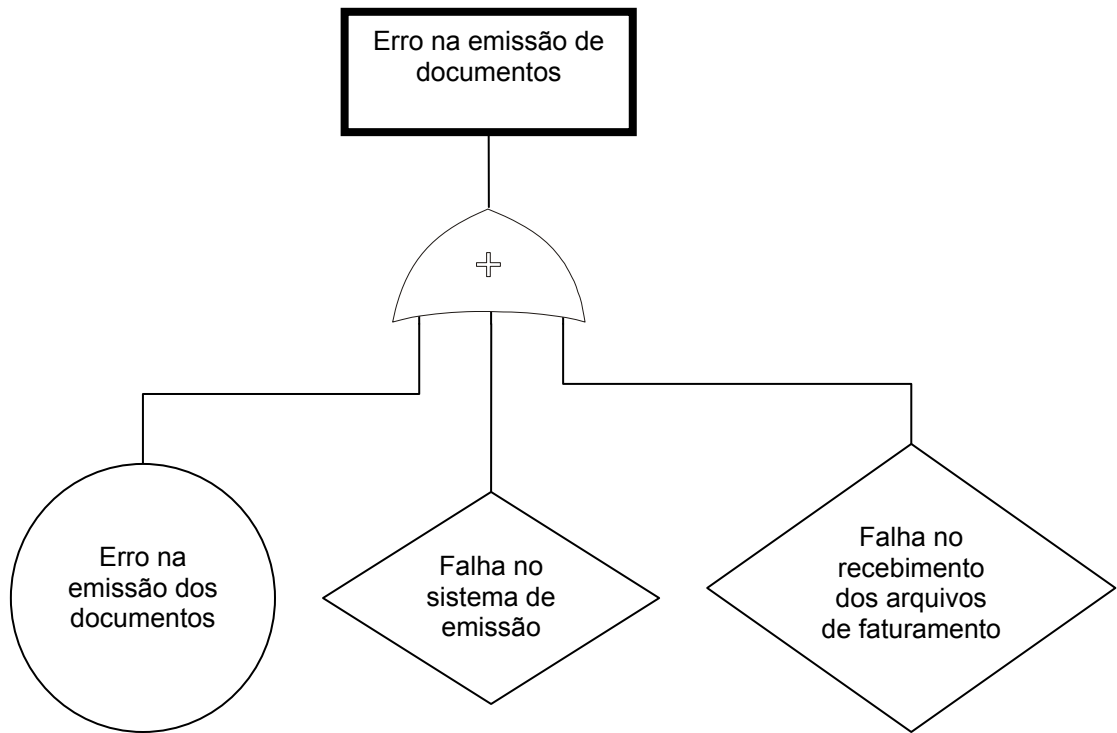 Erro na emissão de
documentos
Erro na
emissão dos
documentos
Falha no
sistema de
emissão
Falha no
recebimento
dos arquivos
de faturamento